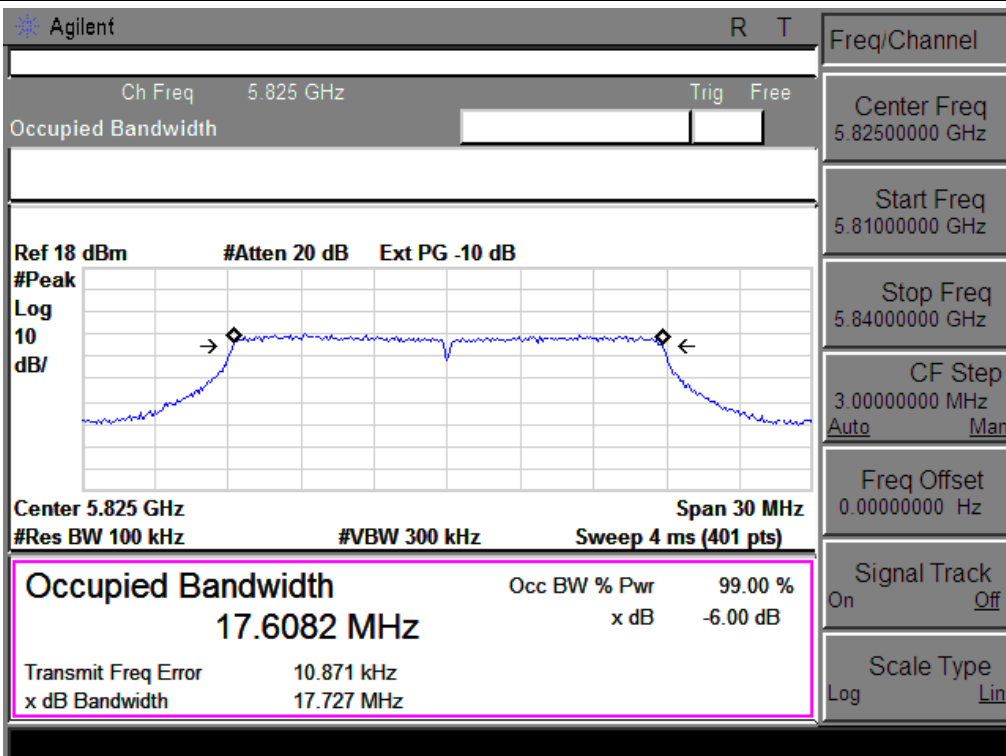 Agilent R T
Ch Freq 5.825 GHz Trig Free
Occupied Bandwidth
Ref 18 dBm #Atten 20 dB Ext PG -10 dB
#Peak
Log
10
dB/
Center 5.825 GHz Span 30 MHz
#Res BW 100 kHz #VBW 300 kHz Sweep 4 ms (401 pts)
Occupied Bandwidth Occ BW % Pwr 99.00 %
17.6082 MHz x dB -6.00 dB
Transmit Freq Error 10.871 kHz
x dB Bandwidth 17.727 MHz
Freq/Channel
Center Freq
5.82500000 GHz
Start Freq
5.81000000 GHz
Stop Freq
5.84000000 GHz
CF Step
3.00000000 MHz
Auto Man
Freq Offset
0.00000000 Hz
Signal Track
On Off
Scale Type
Log Lin